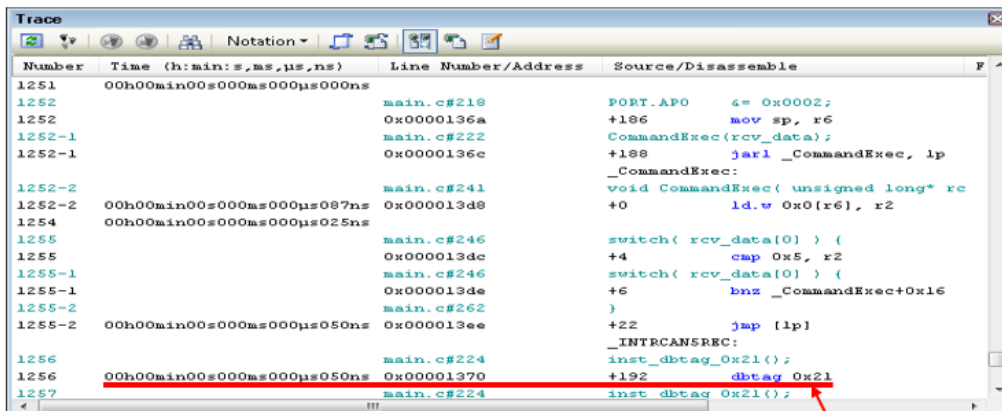 Trace
Notation
Number Time (h:min:s,ms,µs,ns) Line Number/Address Source/Disassemble F
1251 00h00min00s000ms000µs000ns
1252 main.c#218 PORT.AP0 &= 0x0002;
1252 0x0000136a +186 mov sp, r6
1252-1 main.c#222 CommandExec(rcv_data);
1252-1 0x0000136c +188 jarl _CommandExec, lp
_CommandExec:
1252-2 main.c#241 void CommandExec( unsigned long* rc
1252-2 00h00min00s000ms000µs087ns 0x000013d8 +0 ld.w 0x0[r6], r2
1254 00h00min00s000ms000µs025ns
1255 main.c#246 switch( rcv_data[0] ) {
1255 0x000013dc +4 cmp 0x5, r2
1255-1 main.c#246 switch( rcv_data[0] ) {
1255-1 0x000013de +6 bnz _CommandExec+0x16
1255-2 main.c#262 }
1255-2 00h00min00s000ms000µs050ns 0x000013ee +22 jmp [lp]
_INTRCAN5REC:
1256 main.c#224 inst_dbtag_0x21();
1256 00h00min00s000ms000µs050ns 0x00001370 +192 dbtag 0x21
1257 main.c#224 inst_dbtag_0x21();